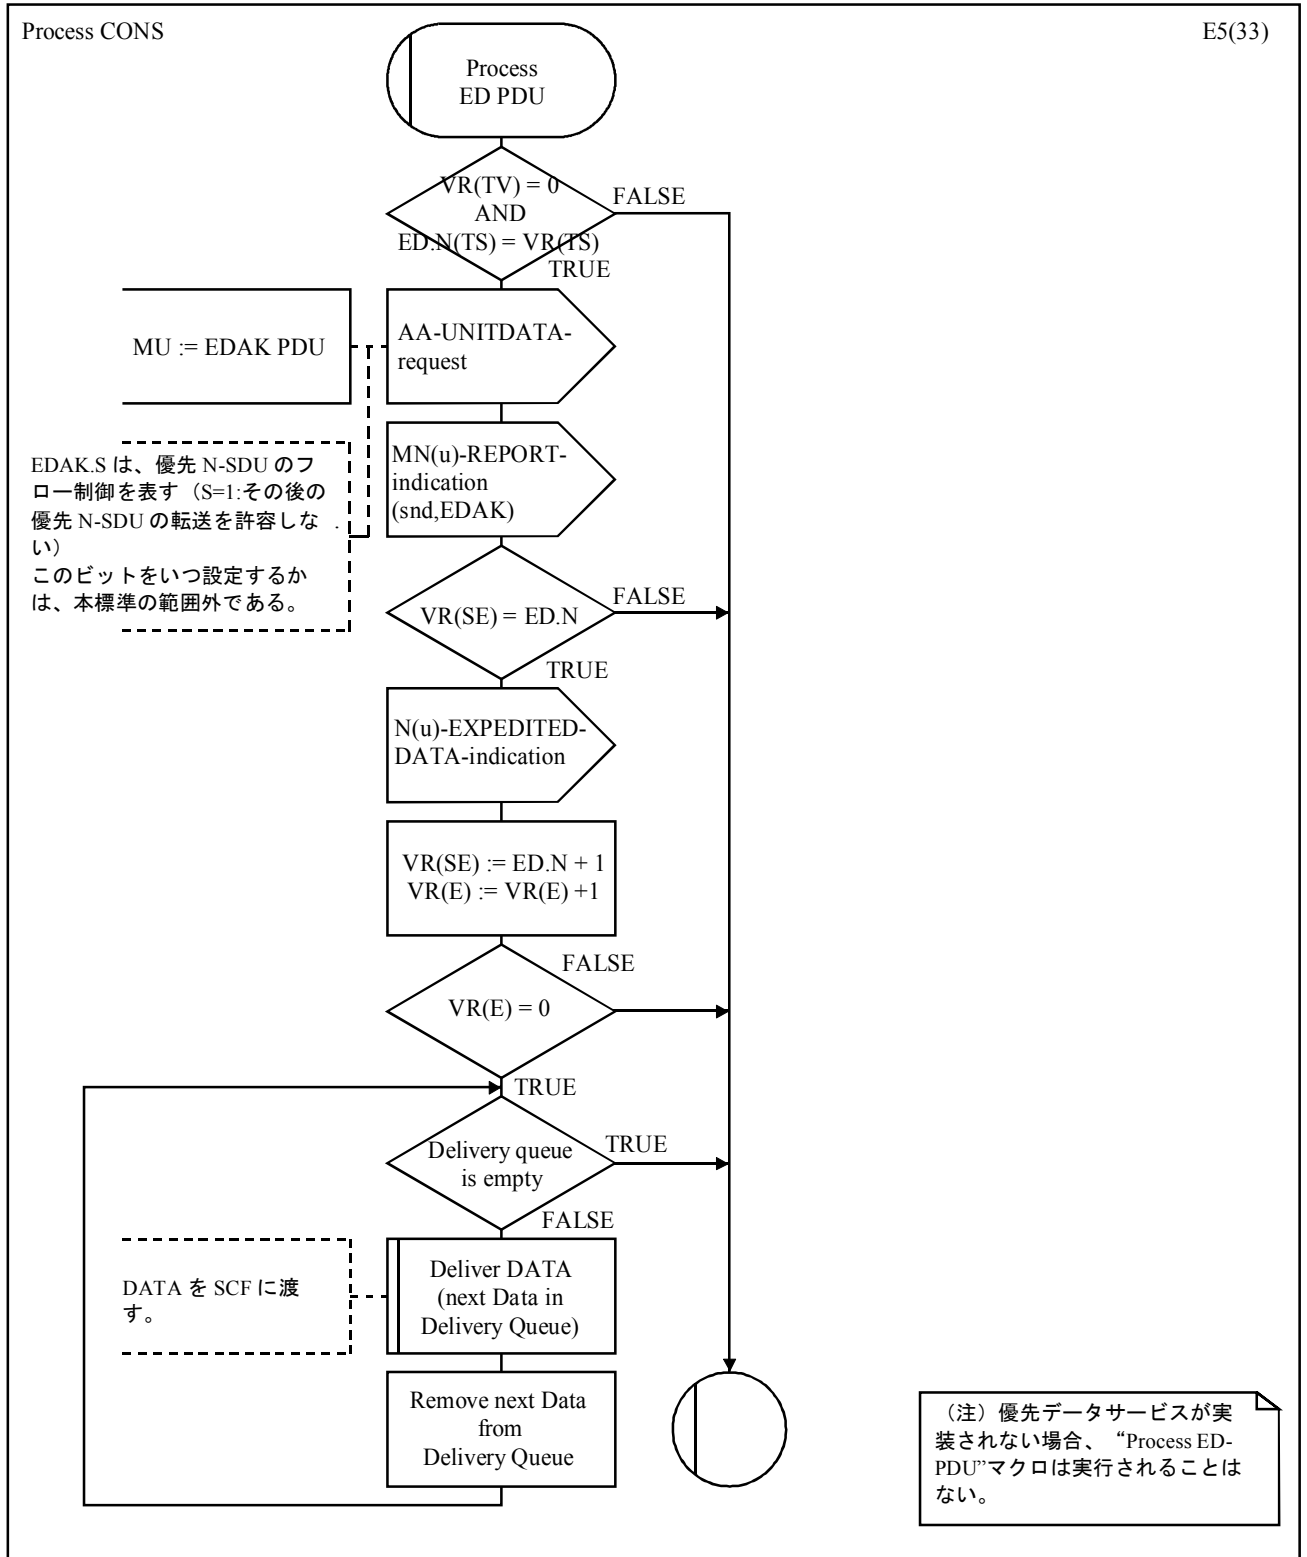 Process CONS
E5(33)
Process
ED PDU
VR(TV) = 0
AND
ED.N(TS) = VR(TS)
FALSE
TRUE
MU := EDAK PDU
AA-UNITDATA-
request
EDAK.S は、優先 N-SDU のフ
ロー制御を表す（S=1:その後の
優先 N-SDU の転送を許容しな
い）
このビットをいつ設定するか
は、本標準の範囲外である。
MN(u)-REPORT-
indication
(snd,EDAK)
VR(SE) = ED.N
FALSE
TRUE
N(u)-EXPEDITED-
DATA-indication
VR(SE) := ED.N + 1
VR(E) := VR(E) +1
FALSE
VR(E) = 0
TRUE
Delivery queue
is empty
TRUE
FALSE
DATA を SCF に渡
す。
Deliver DATA
(next Data in
Delivery Queue)
Remove next Data
from
Delivery Queue
（注）優先データサービスが実
装されない場合、“Process ED-
PDU”マクロは実行されることは
ない。